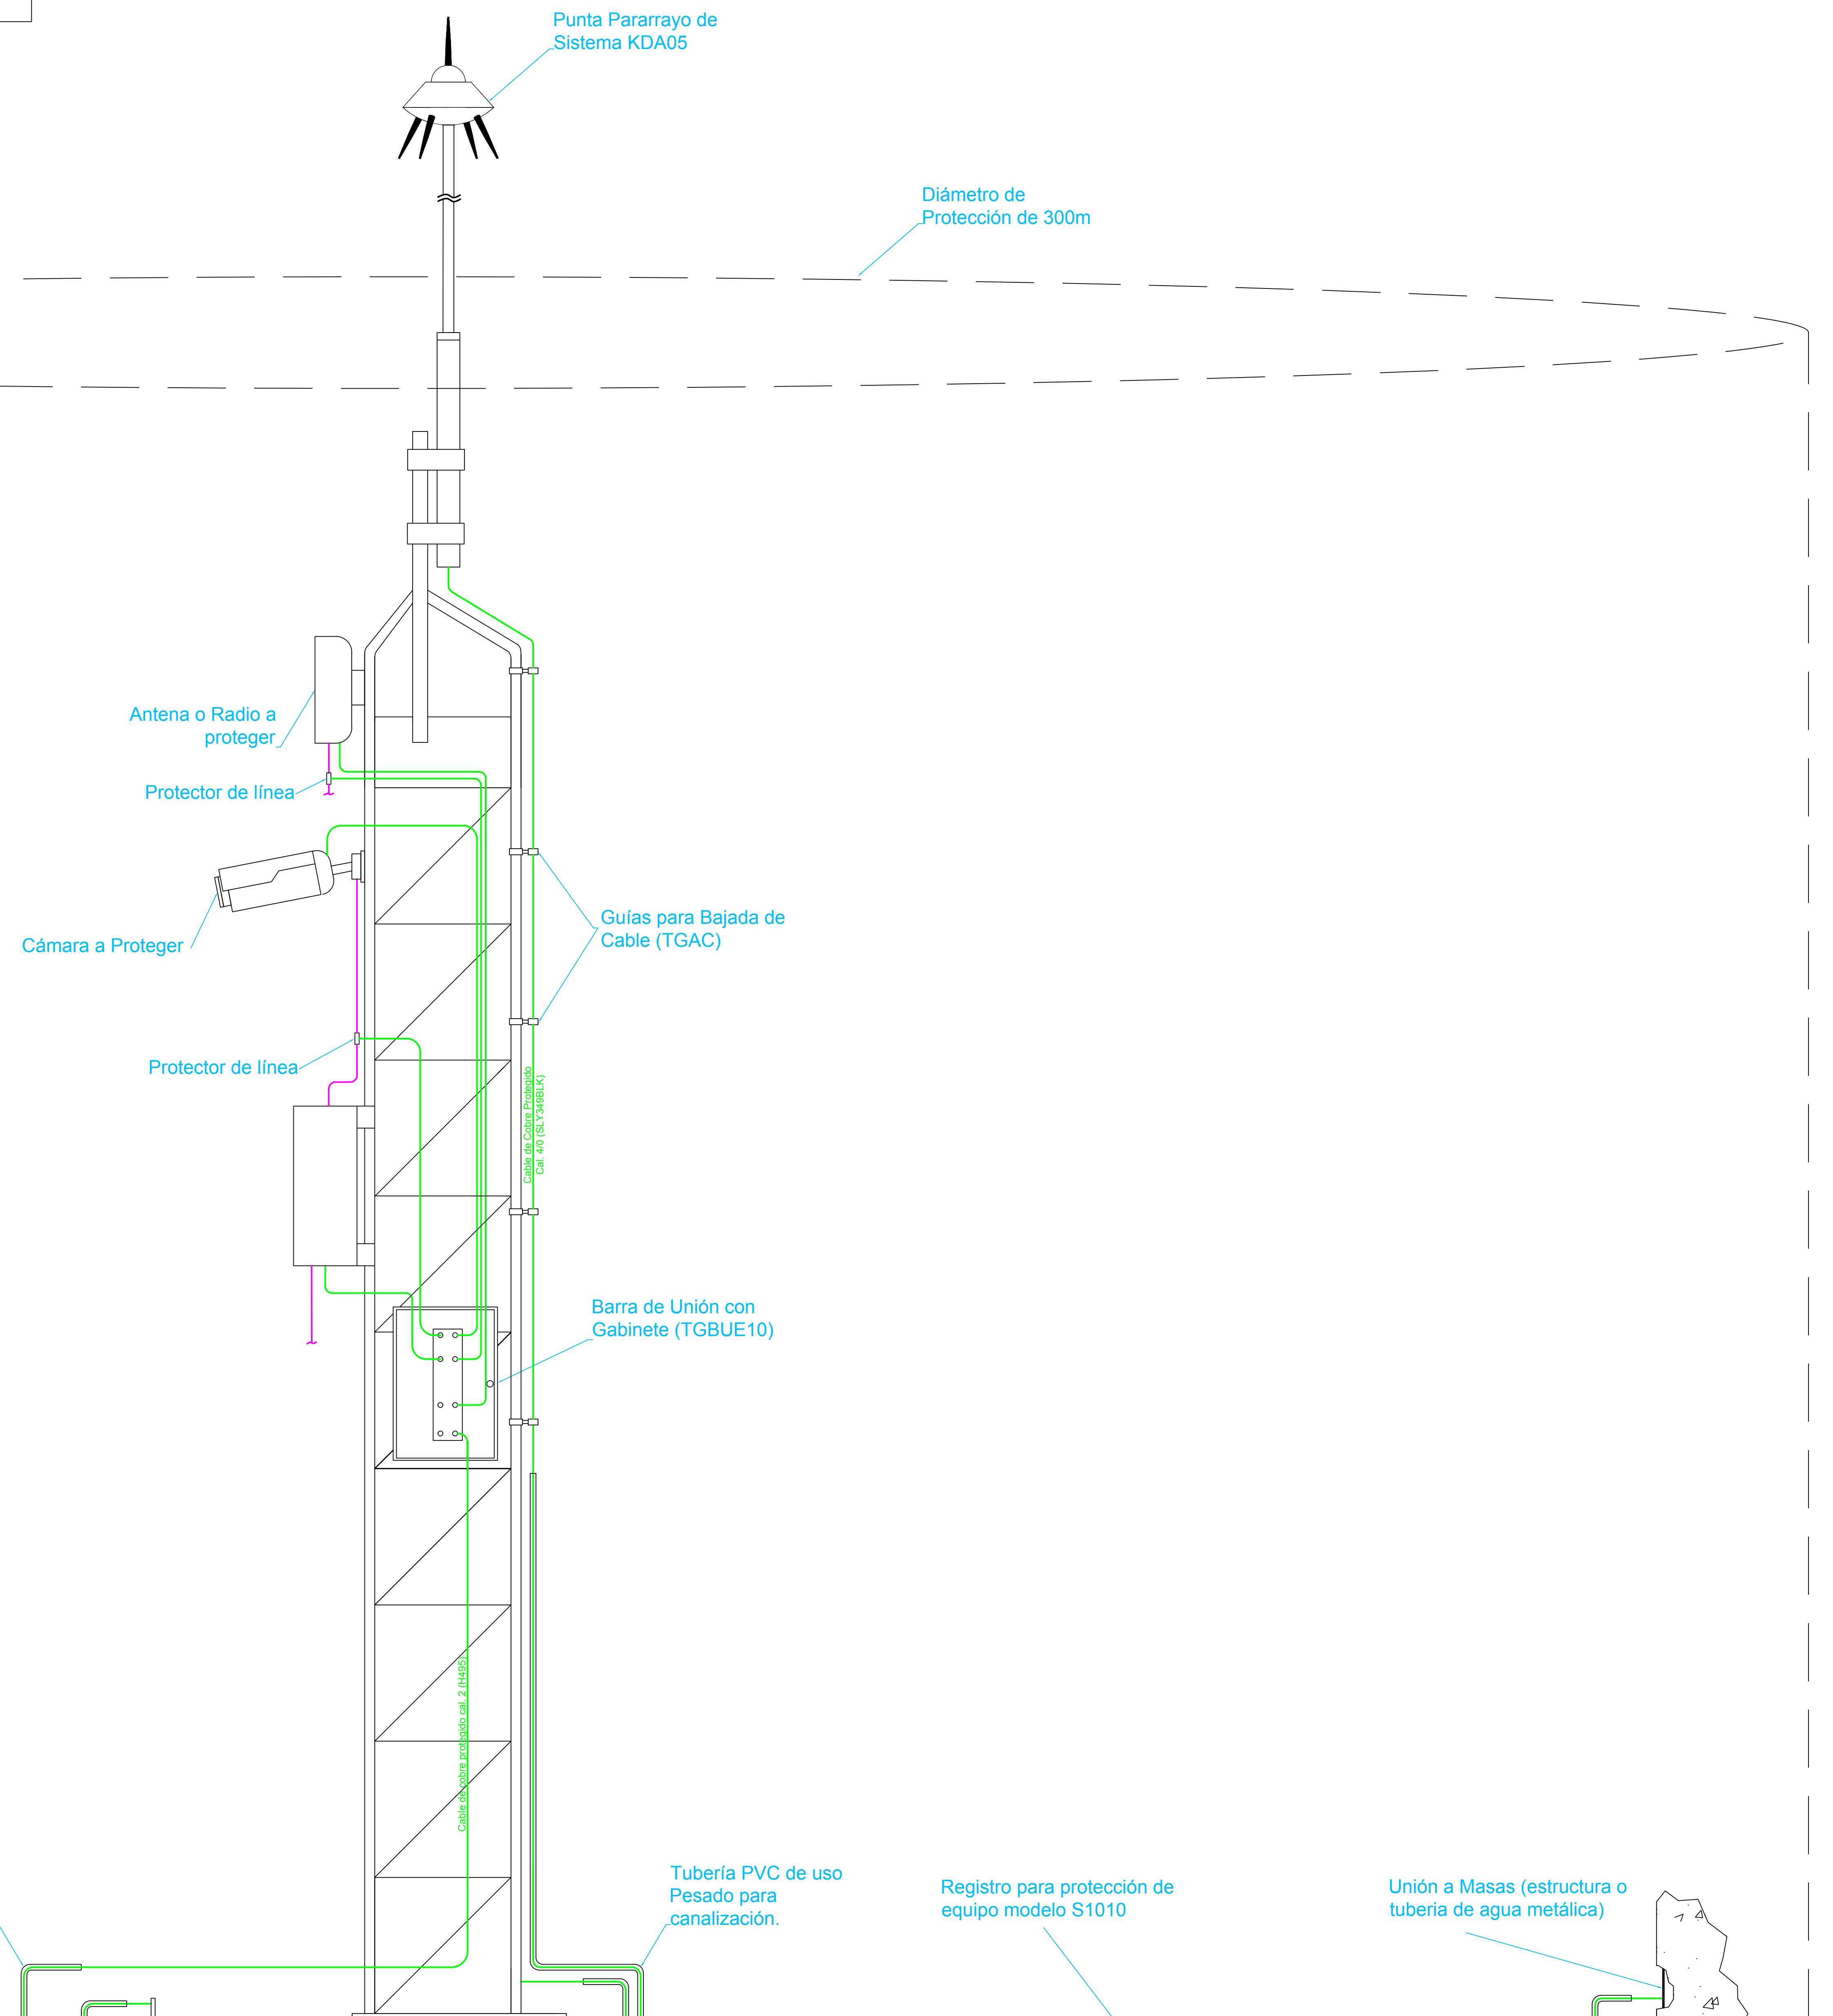 Punta Pararrayo de
Sistema KDA05
Diámetro de
Protección de 300m
Antena o Radio a
proteger
Protector de línea
Cámara a Proteger
Guías para Bajada de
Cable (TGAC)
Protector de línea
Cable de Cobre Protegido
Cal. 4/0 (SLY349BLK)
Barra de Unión con
Gabinete (TGBUE10)
Cable de cobre protegido cal. 2 (H495)
Tubería PVC de uso
Pesado para
canalización.
Registro para protección de
equipo modelo S1010
Unión a Masas (estructura o
tuberia de agua metálica)